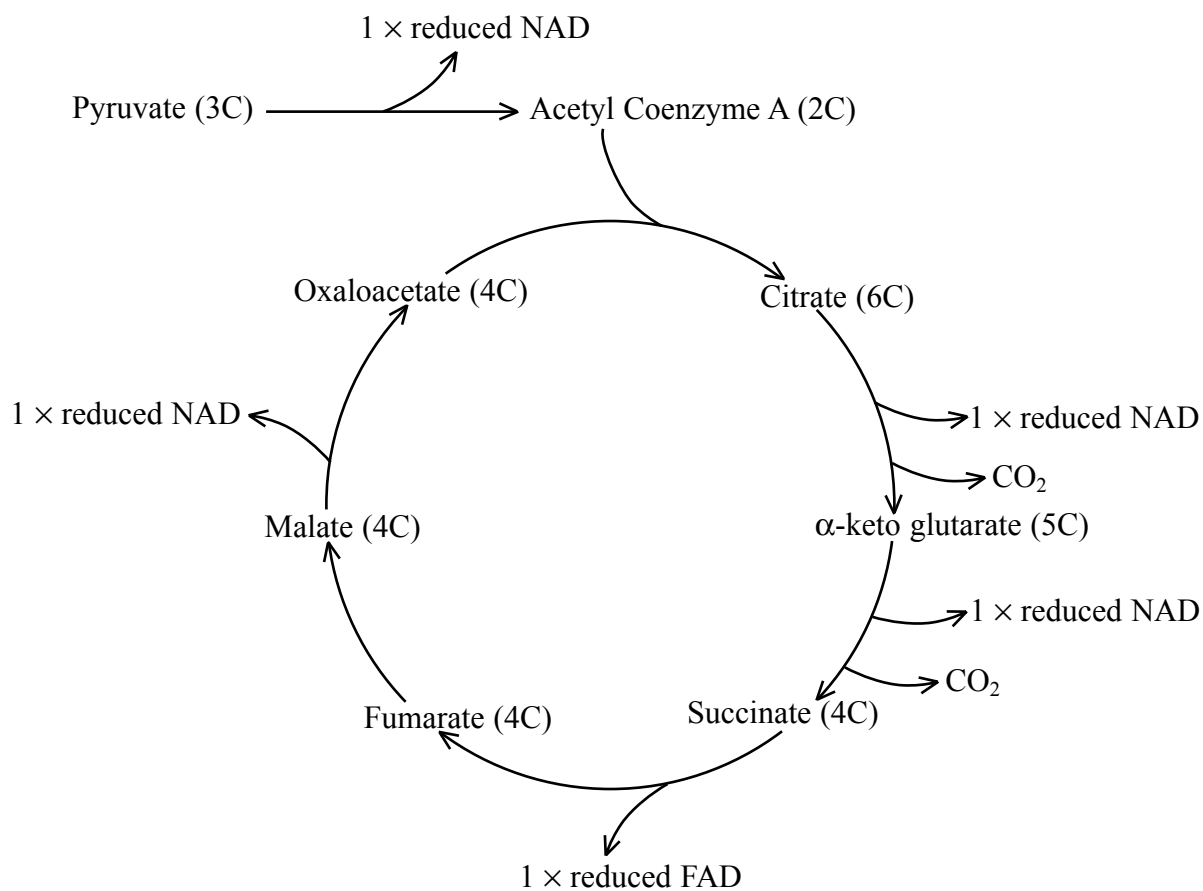 1 × reduced NAD
Pyruvate (3C)
Acetyl Coenzyme A (2C)
Oxaloacetate (4C)
Citrate (6C)
1 × reduced NAD
1 × reduced NAD
CO₂
Malate (4C)
α-keto glutarate (5C)
1 × reduced NAD
CO₂
Fumarate (4C)
Succinate (4C)
1 × reduced FAD